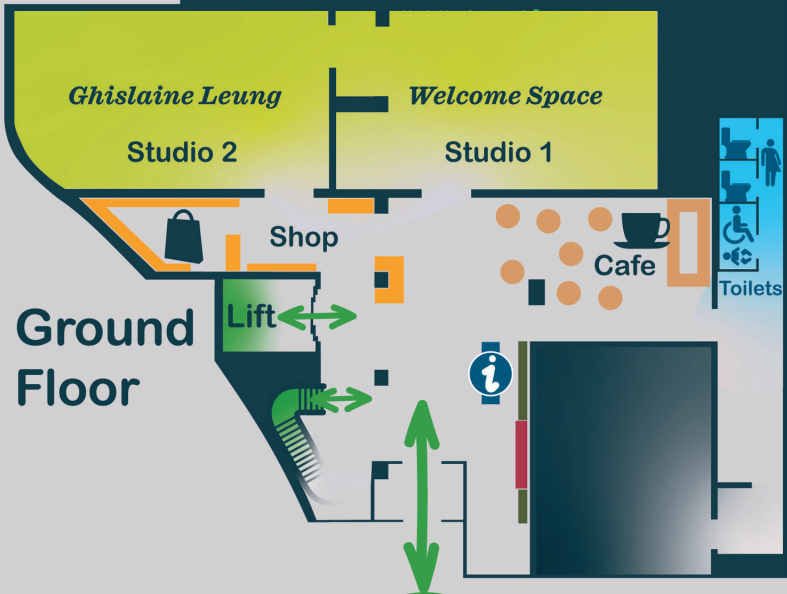 Ghislaine Leung
Studio 2
Welcome Space
Studio 1
Shop
Cafe
Toilets
Lift
Ground
Floor
i